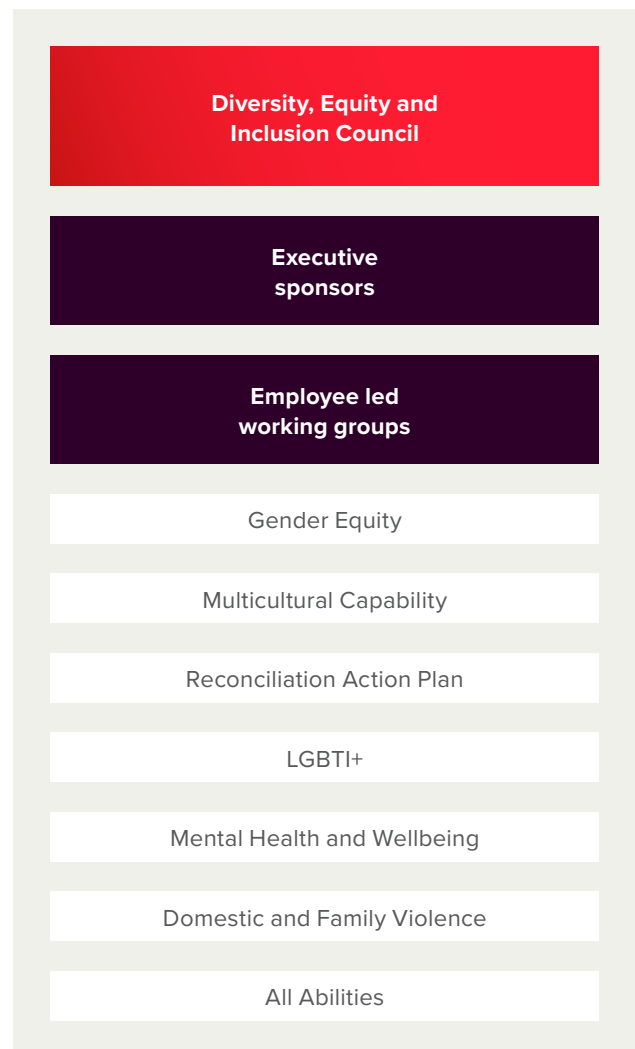 Diversity, Equity and
Inclusion Council
Executive
sponsors
Employee led
working groups
Gender Equity
Multicultural Capability
Reconciliation Action Plan
LGBTI+
Mental Health and Wellbeing
Domestic and Family Violence
All Abilities